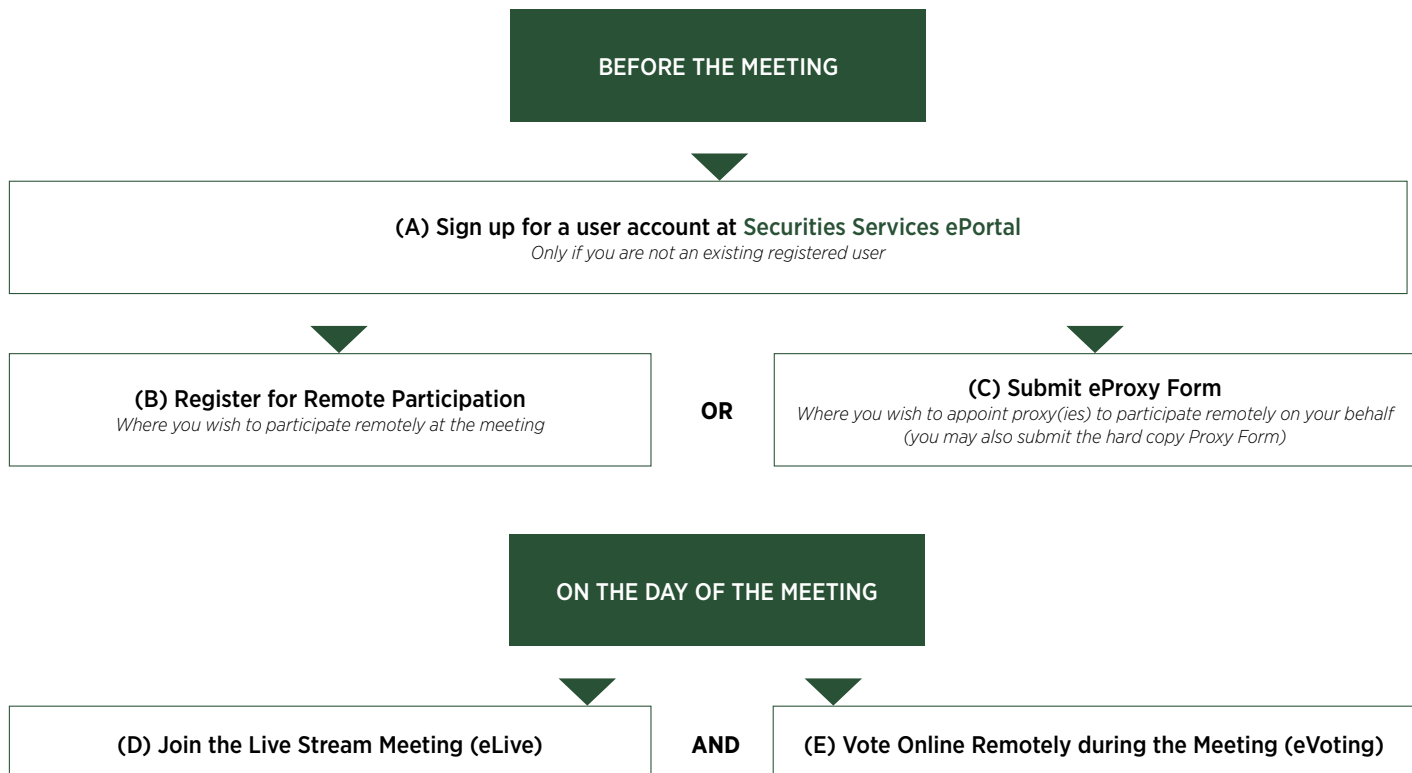 BEFORE THE MEETING
(A) Sign up for a user account at Securities Services ePortal
Only if you are not an existing registered user
(B) Register for Remote Participation
Where you wish to participate remotely at the meeting
OR
(C) Submit eProxy Form
Where you wish to appoint proxy(ies) to participate remotely on your behalf
(you may also submit the hard copy Proxy Form)
ON THE DAY OF THE MEETING
(D) Join the Live Stream Meeting (eLive)
AND
(E) Vote Online Remotely during the Meeting (eVoting)